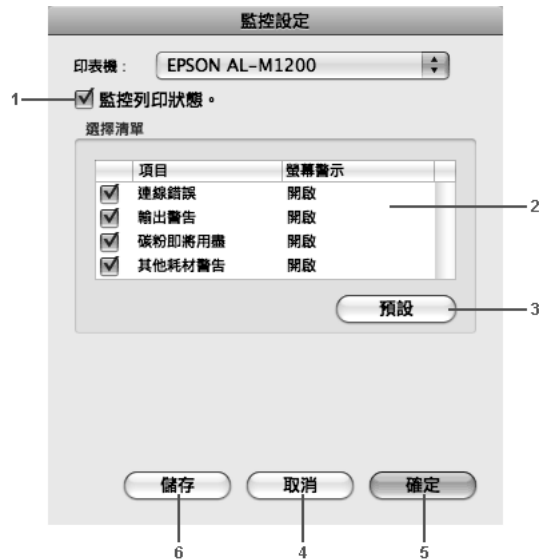 監控設定
印表機：
EPSON AL-M1200
1
監控列印狀態。
選擇清單
項目 螢幕警示
連線錯誤 開啟
輸出警告 開啟
2
碳粉即將用盡 開啟
其他耗材警告 開啟
預設
3
儲存 取消 確定
6 4 5